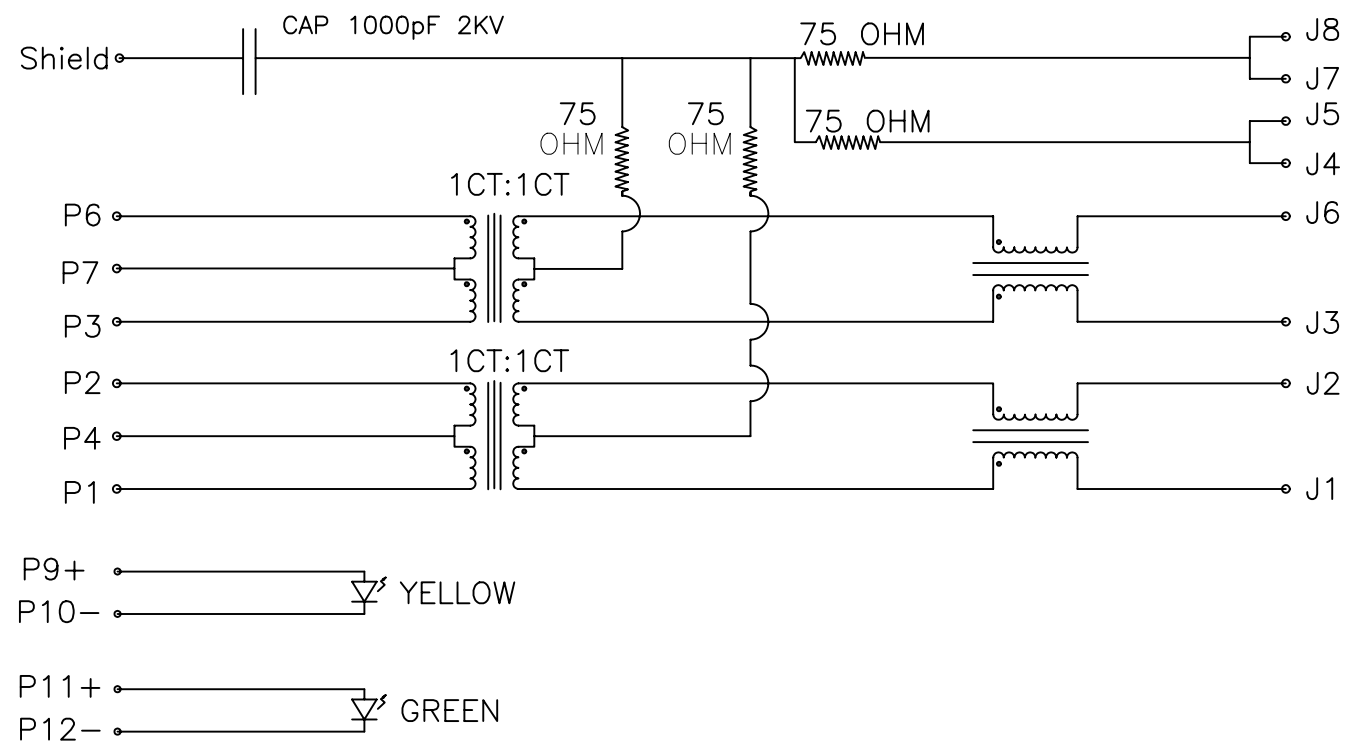 CAP 1000pF 2KV
Shield
75 OHM
J8
J7
75
OHM
75
OHM
75 OHM
J5
J4
1CT:1CT
P6
J6
P7
P3
J3
1CT:1CT
P2
J2
P4
P1
J1
P9+
P10-
YELLOW
P11+
P12-
GREEN